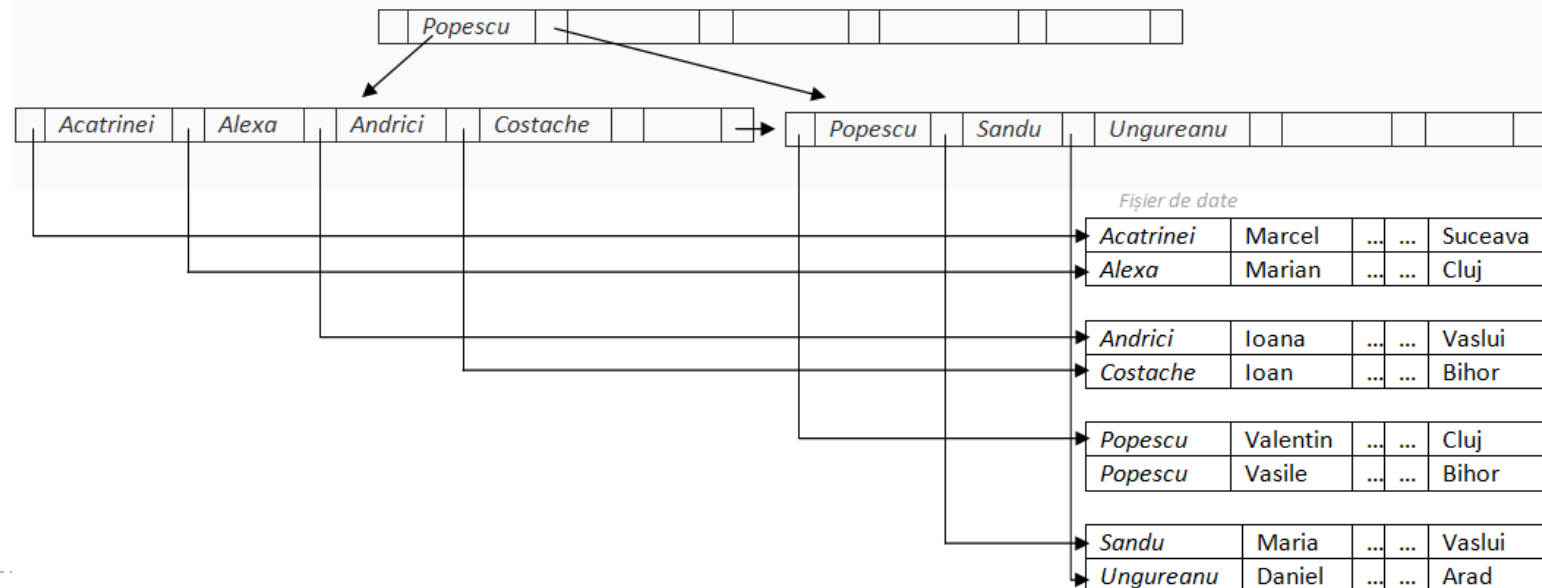 Popescu
Acatrinei Alexa Andrici Costache
Popescu Sandu Ungureanu
Fișier de date
Acatrinei Marcel ... ... Suceava
Alexa Marian ... ... Cluj
Andrici Ioana ... ... Vaslui
Costache Ioan ... ... Bihor
Popescu Valentin ... ... Cluj
Popescu Vasile ... ... Bihor
Sandu Maria ... ... Vaslui
Ungureanu Daniel ... ... Arad